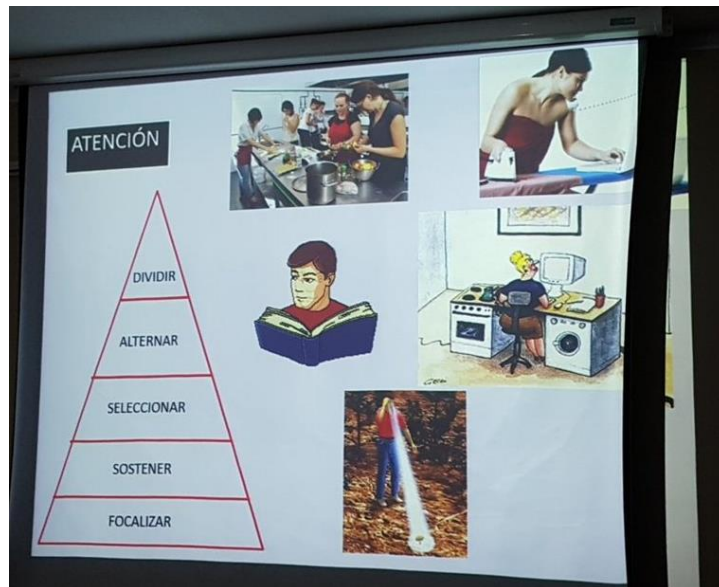 ATENCIÓN
DIVIDIR
ALTERNAR
SELECCIONAR
SOSTENER
FOCALIZAR